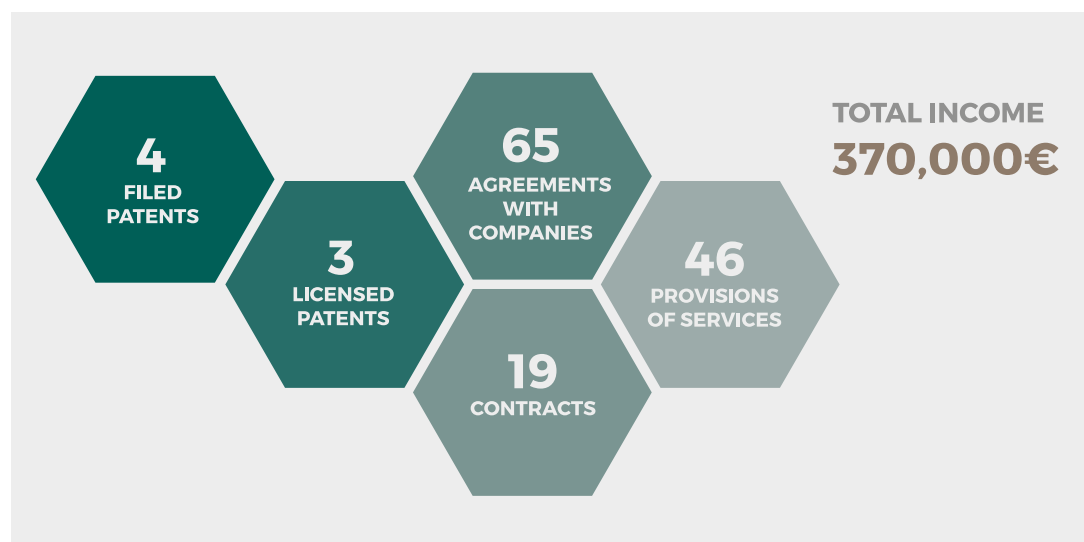 4
FILED
PATENTS
3
LICENSED
PATENTS
65
AGREEMENTS
WITH
COMPANIES
19
CONTRACTS
46
PROVISIONS
OF SERVICES
TOTAL INCOME
370,000€